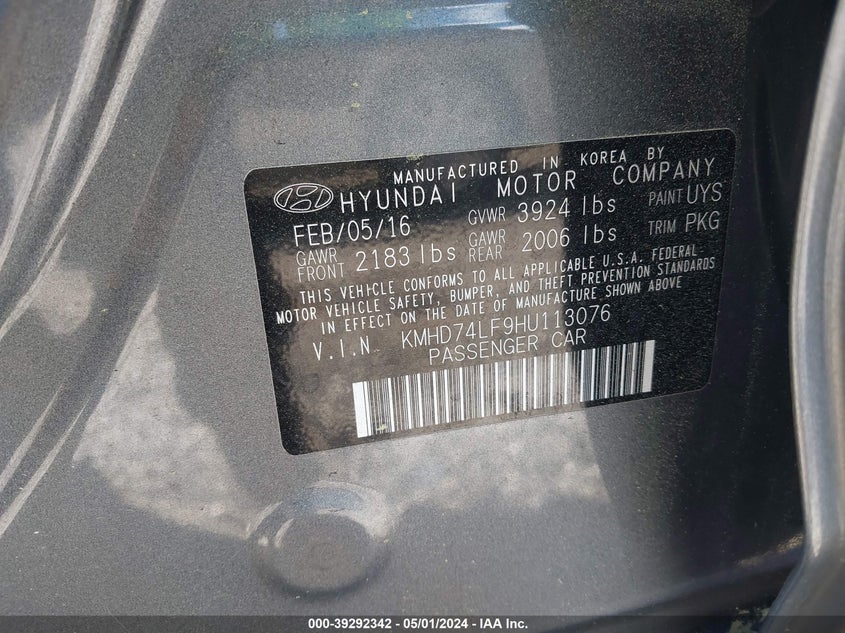 MANUFACTURED IN KOREA BY
HYUNDAI MOTOR COMPANY
FEB/05/16 GVWR 3924 lbs PAINT UYS
GAWR FRONT 2183 lbs GAWR REAR 2006 lbs TRIM PKG
THIS VEHICLE CONFORMS TO ALL APPLICABLE U.S.A. FEDERAL
MOTOR VEHICLE SAFETY, BUMPER, AND THEFT PREVENTION STANDARDS
IN EFFECT ON THE DATE OF MANUFACTURE SHOWN ABOVE
V.I.N KMHD74LF9HU113076
PASSENGER CAR
000-39292342 - 05/01/2024 - IAA Inc.